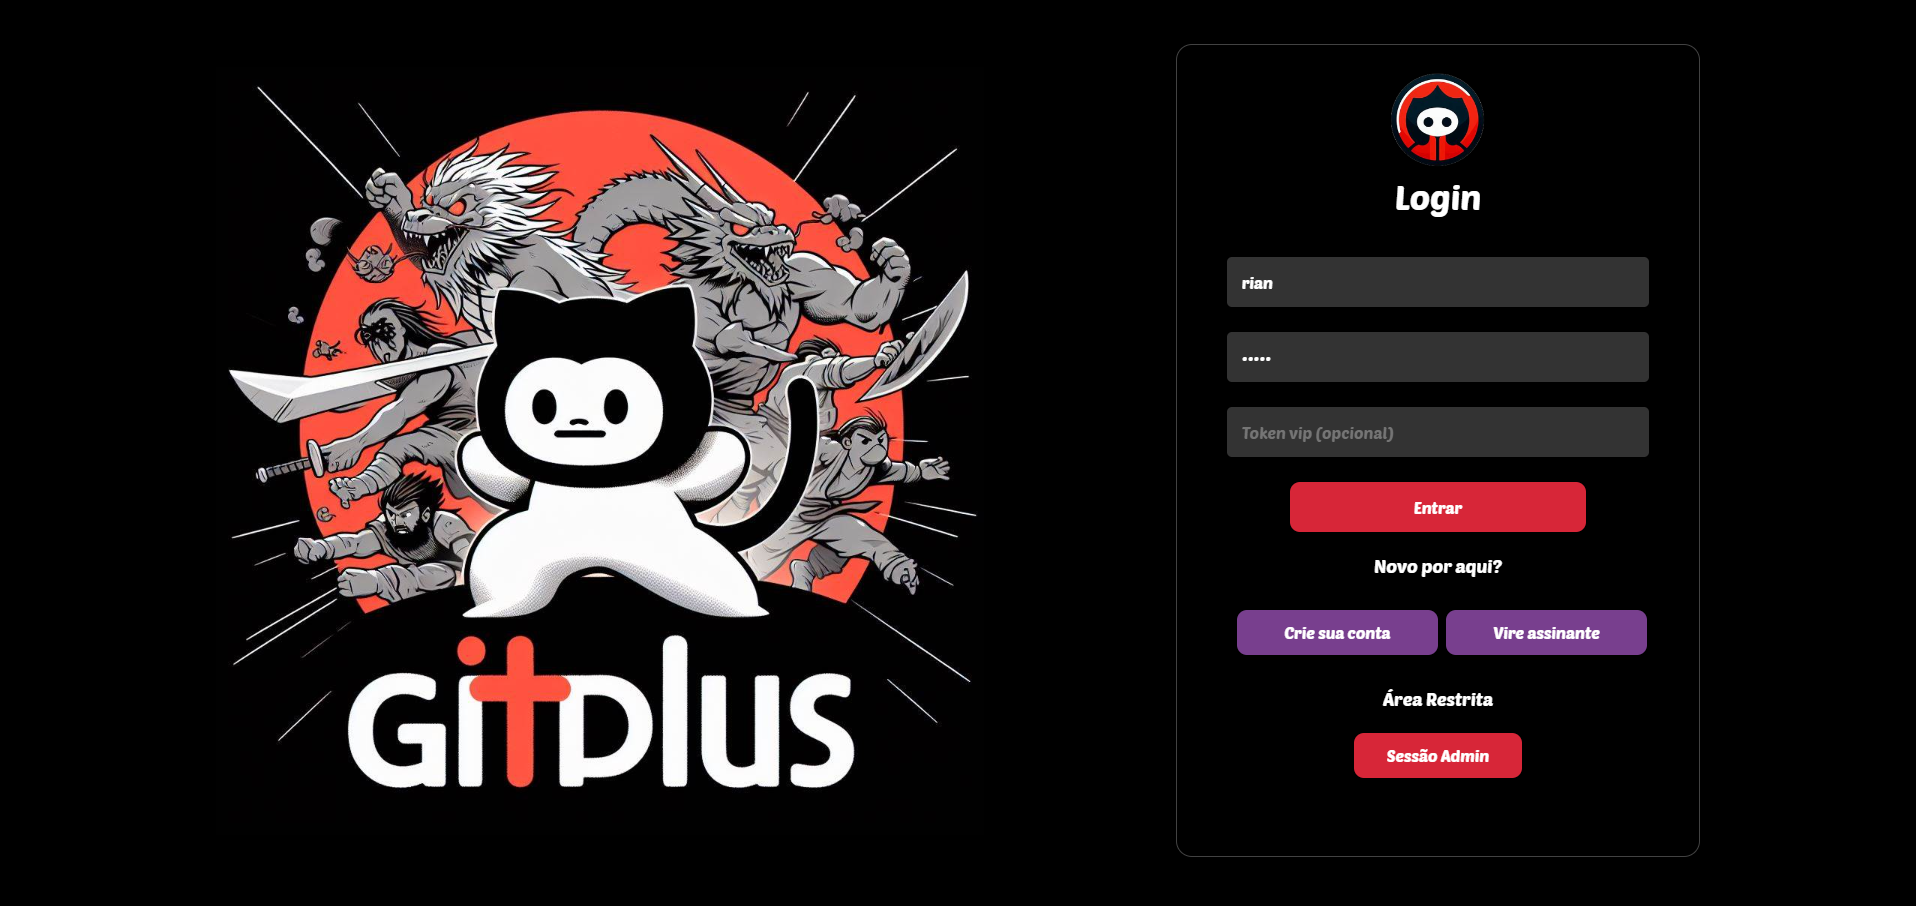 GitPlus
Login
rian
•••••
Token vip (opcional)
Entrar
Novo por aqui?
Crie sua conta
Vire assinante
Área Restrita
Sessão Admin